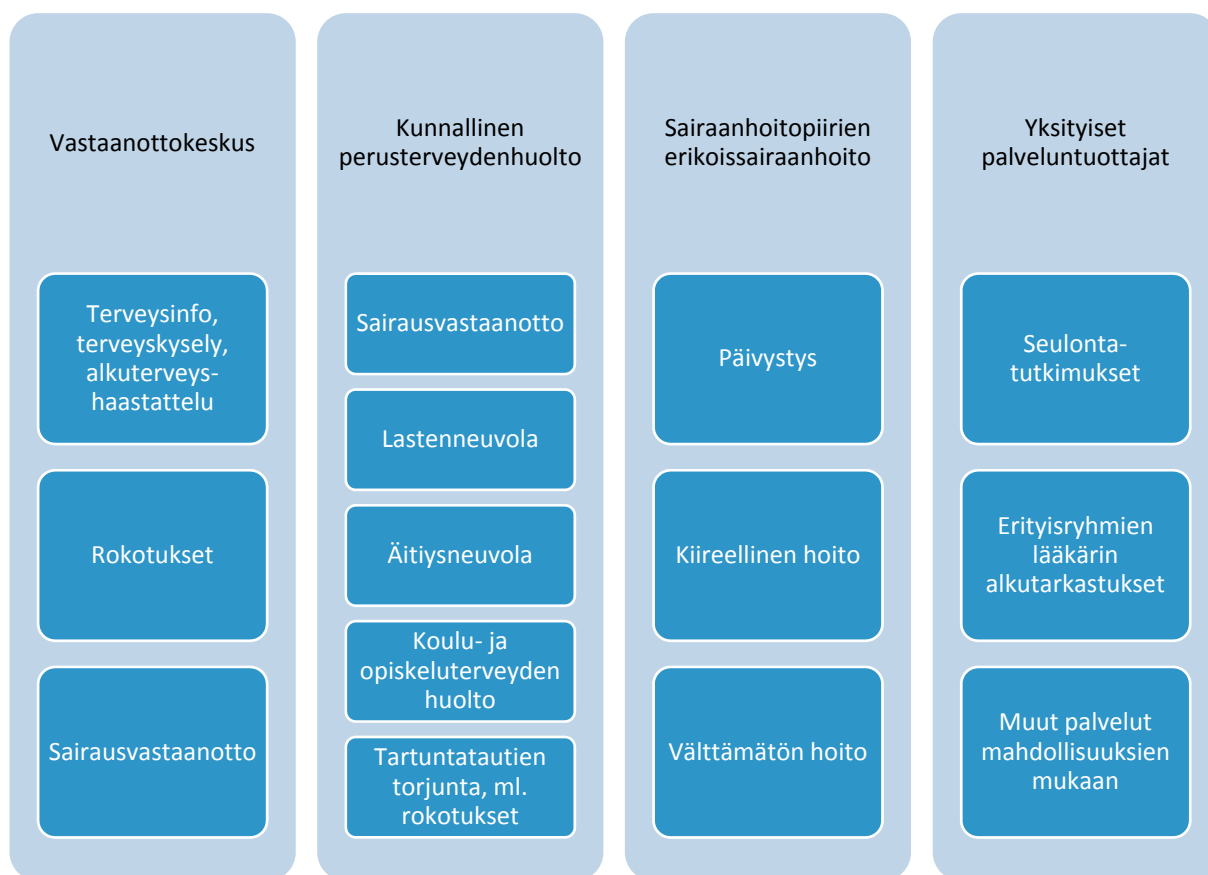 Vastaanottokeskus
Terveysinfo,
terveyskysely,
alkuterveys-
haastattelu
Rokotukset
Sairausvastaanotto
Kunnallinen
perusterveydenhuolto
Sairausvastaanotto
Lastenneuvola
Äitiysneuvola
Koulu- ja
opiskeluterveyden
huolto
Tartuntatautien
torjunta, ml.
rokotukset
Sairaanhoitopiirien
erikoissairaanhoito
Päivystys
Kiireellinen hoito
Välttämätön hoito
Yksityiset
palveluntuottajat
Seulonta-
tutkimukset
Erityisryhmien
lääkärin
alkutarkastukset
Muut palvelut
mahdollisuuksien
mukaan